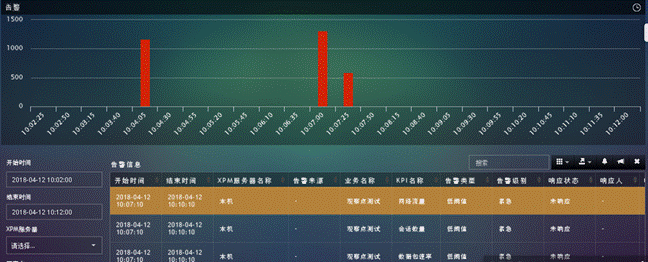 告警
1500
1000
500
0
10:02:25 10:02:50 10:03:15 10:03:40 10:04:05 10:04:30 10:04:55 10:05:20 10:05:45 10:06:10 10:06:35 10:07:00 10:07:25 10:07:50 10:08:15 10:08:40 10:09:05 10:09:30 10:09:55 10:10:20 10:10:45 10:11:10 10:11:35 10:12:00
开始时间
2018-04-12 10:02:00
结束时间
2018-04-12 10:12:00
XPM服务器
请选择...
告警信息
搜索
开始时间 结束时间 XPM服务器名称 告警来源 业务名称 KPI名称 告警类型 告警级别 响应状态 响应人
2018-04-12 10:07:10 2018-04-12 10:10:10 本机 - 观察点测试 网络流量 低阈值 紧急 未响应 -
2018-04-12 10:07:10 2018-04-12 10:10:10 本机 - 观察点测试 会话数量 低阈值 紧急 未响应 -
2018-04-12 10:07:10 2018-04-12 10:10:10 本机 - 观察点测试 数据包速率 低阈值 紧急 未响应 -